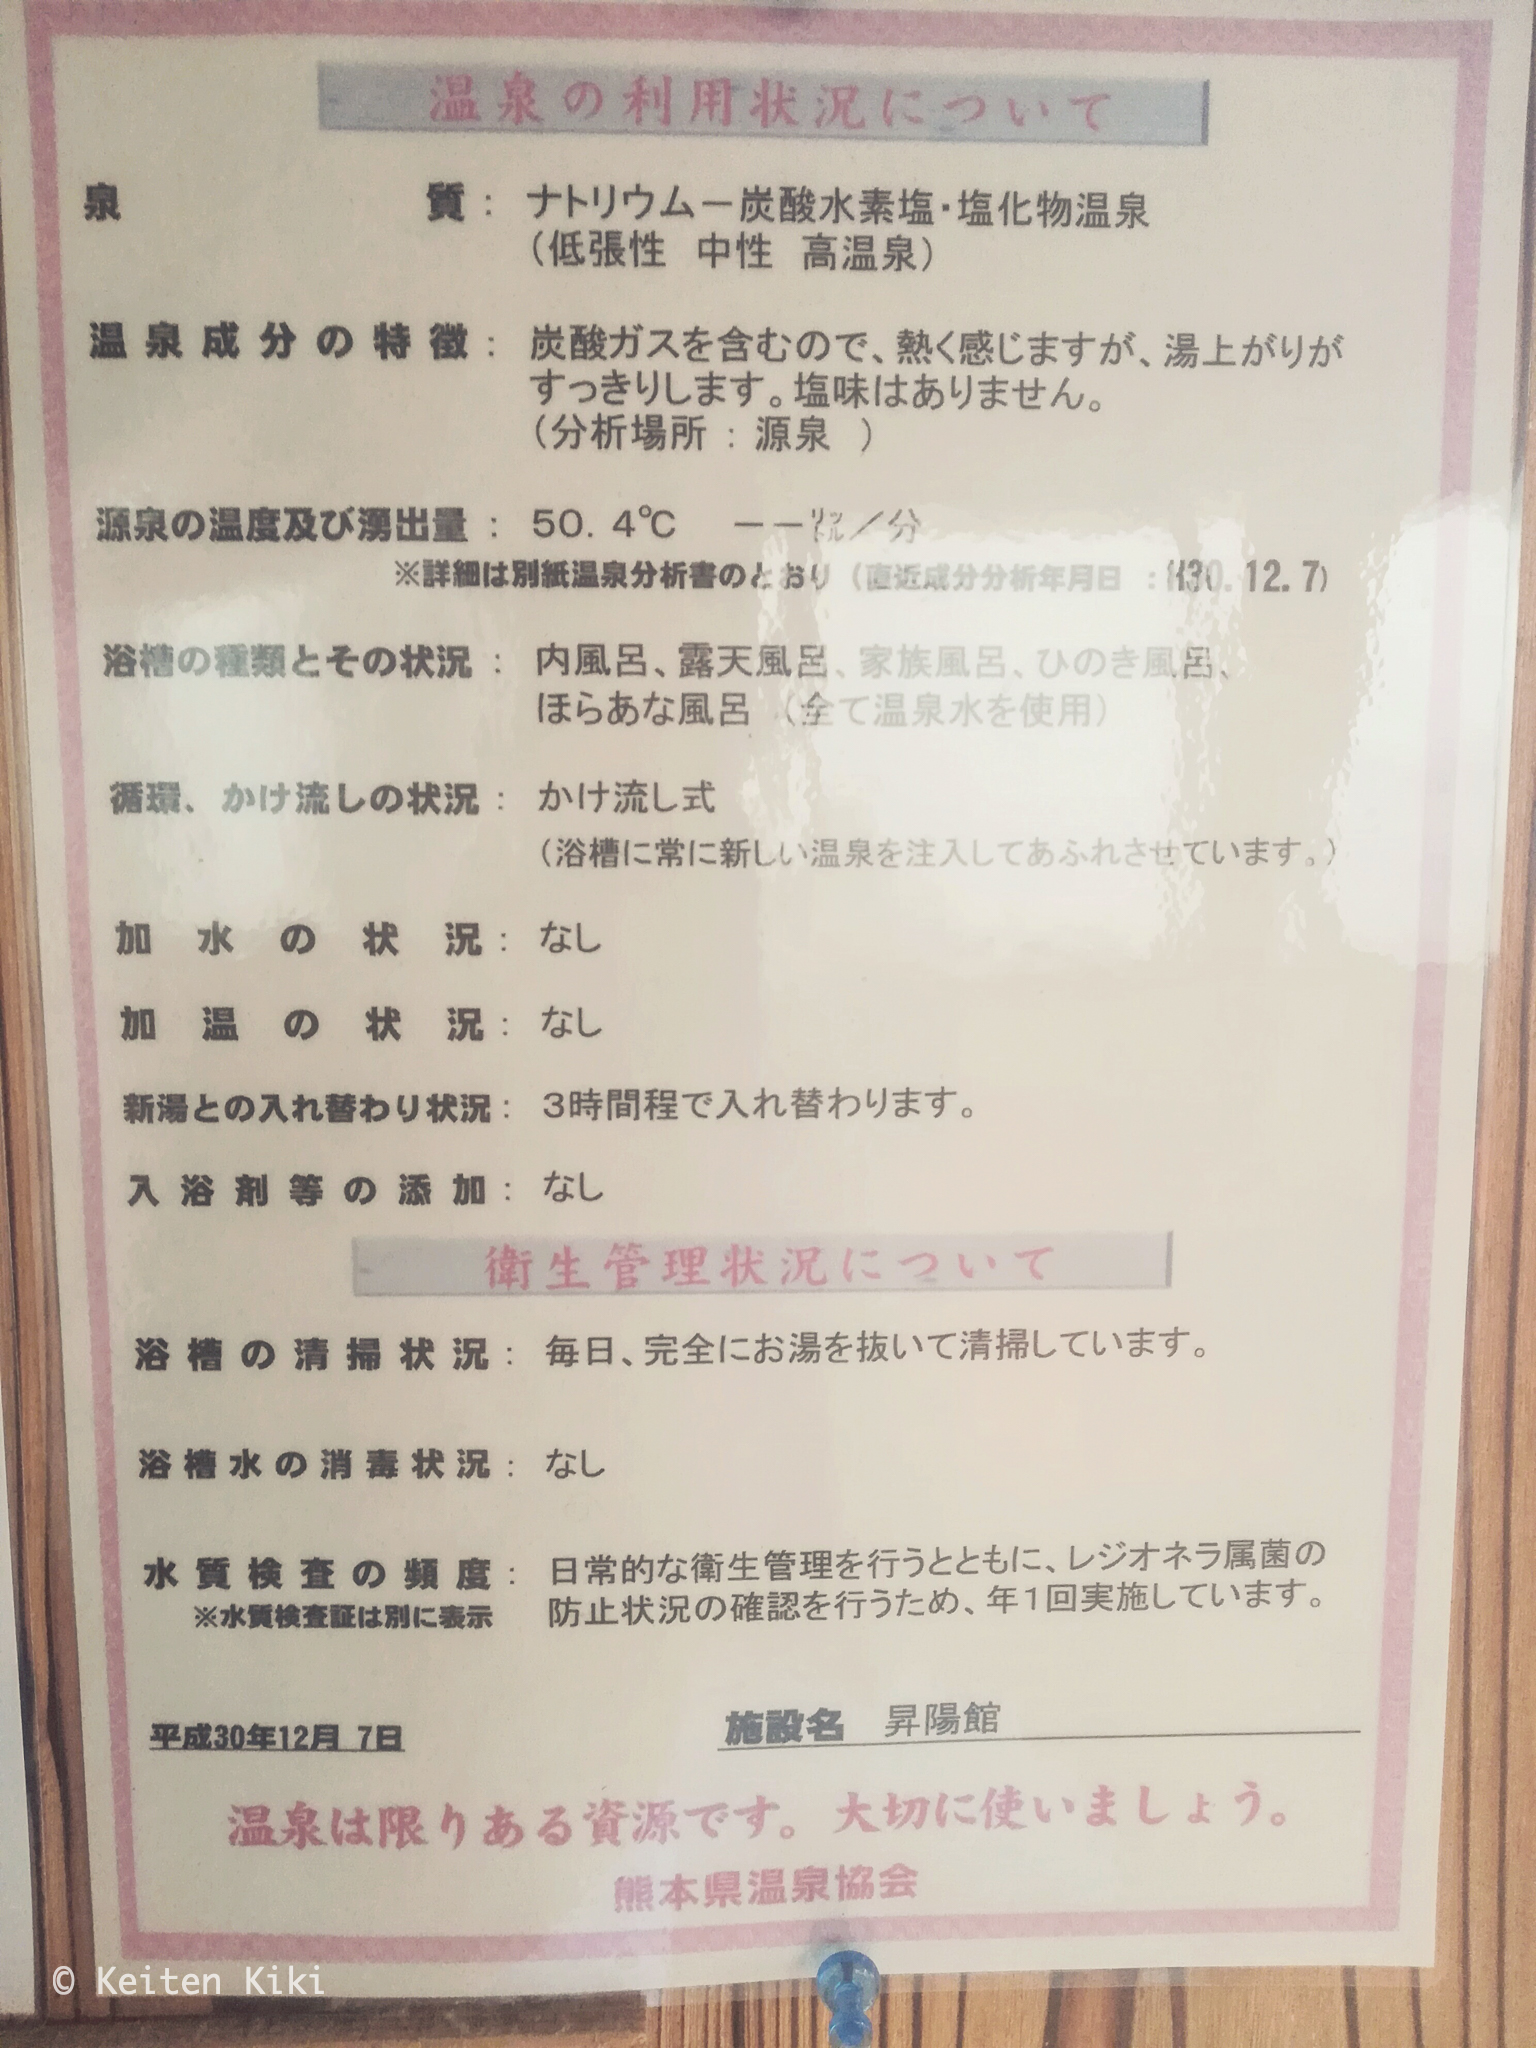 温泉の利用状況について
泉質： ナトリウムー炭酸水素塩・塩化物温泉
（低張性 中性 高温泉）
温泉成分の特徴： 炭酸ガスを含むので、熱く感じますが、湯上がりが
すっきりします。塩味はありません。
（分析場所：源泉 ）
源泉の温度及び湧出量： 50．4℃ ーー㍑／分
※詳細は別紙温泉分析書のとおり（直近成分分析年月日 ：H30.12.7）
浴槽の種類とその状況： 内風呂、露天風呂、家族風呂、ひのき風呂、
ほらあな風呂 （全て温泉水を使用）
循環、かけ流しの状況： かけ流し式
（浴槽に常に新しい温泉を注入してあふれさせています。）
加水の状況： なし
加温の状況： なし
新湯との入れ替わり状況： 3時間程で入れ替わります。
入浴剤等の添加： なし
衛生管理状況について
浴槽の清掃状況： 毎日、完全にお湯を抜いて清掃しています。
浴槽水の消毒状況： なし
水質検査の頻度： 日常的な衛生管理を行うとともに、レジオネラ属菌の
※水質検査証は別に表示 防止状況の確認を行うため、年1回実施しています。
平成30年12月 7日 施設名 昇陽館
温泉は限りある資源です。大切に使いましょう。
熊本県温泉協会
© Keiten Kiki